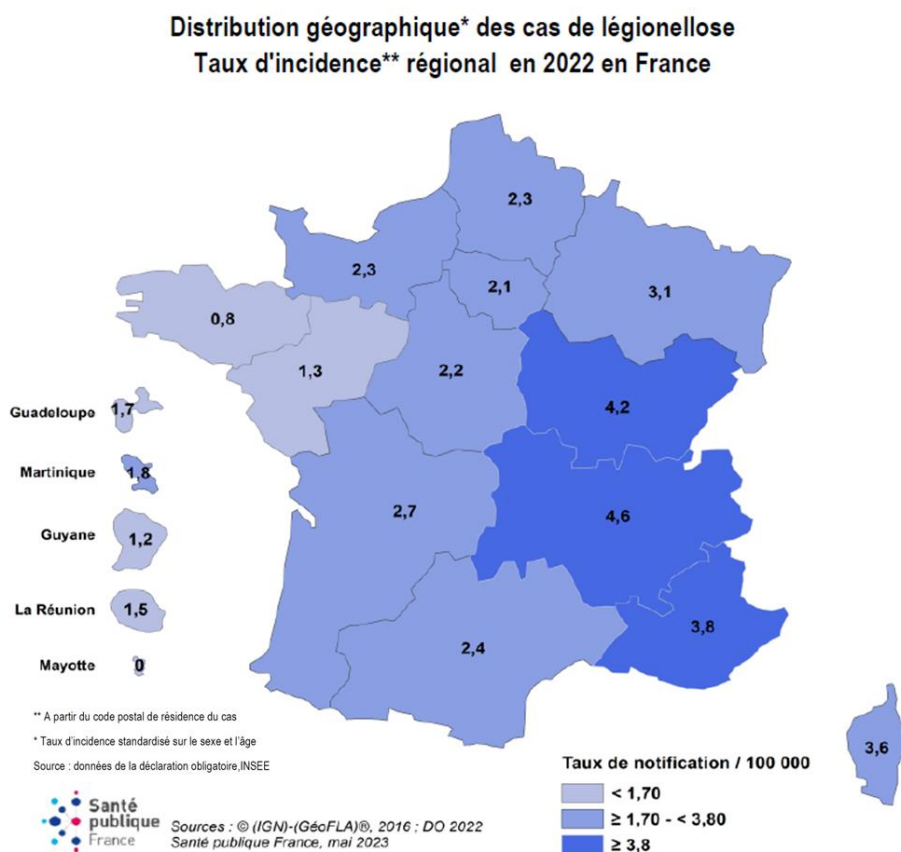 Distribution géographique* des cas de légionellose
Taux d'incidence** régional en 2022 en France
2,3
2,3
2,1
3,1
0,8
1,3
2,2
4,2
Guadeloupe 1,7
Martinique 1,8
2,7
4,6
Guyane 1,2
La Réunion 1,5
3,8
2,4
Mayotte 0
3,6
** A partir du code postal de résidence du cas
* Taux d'incidence standardisé sur le sexe et l'âge
Source : données de la déclaration obligatoire,INSEE
Taux de notification / 100 000
< 1,70
≥ 1,70 - < 3,80
≥ 3,8
Santé
publique
France
Sources : © (IGN)-(GéoFLA)®, 2016 ; DO 2022
Santé publique France, mai 2023